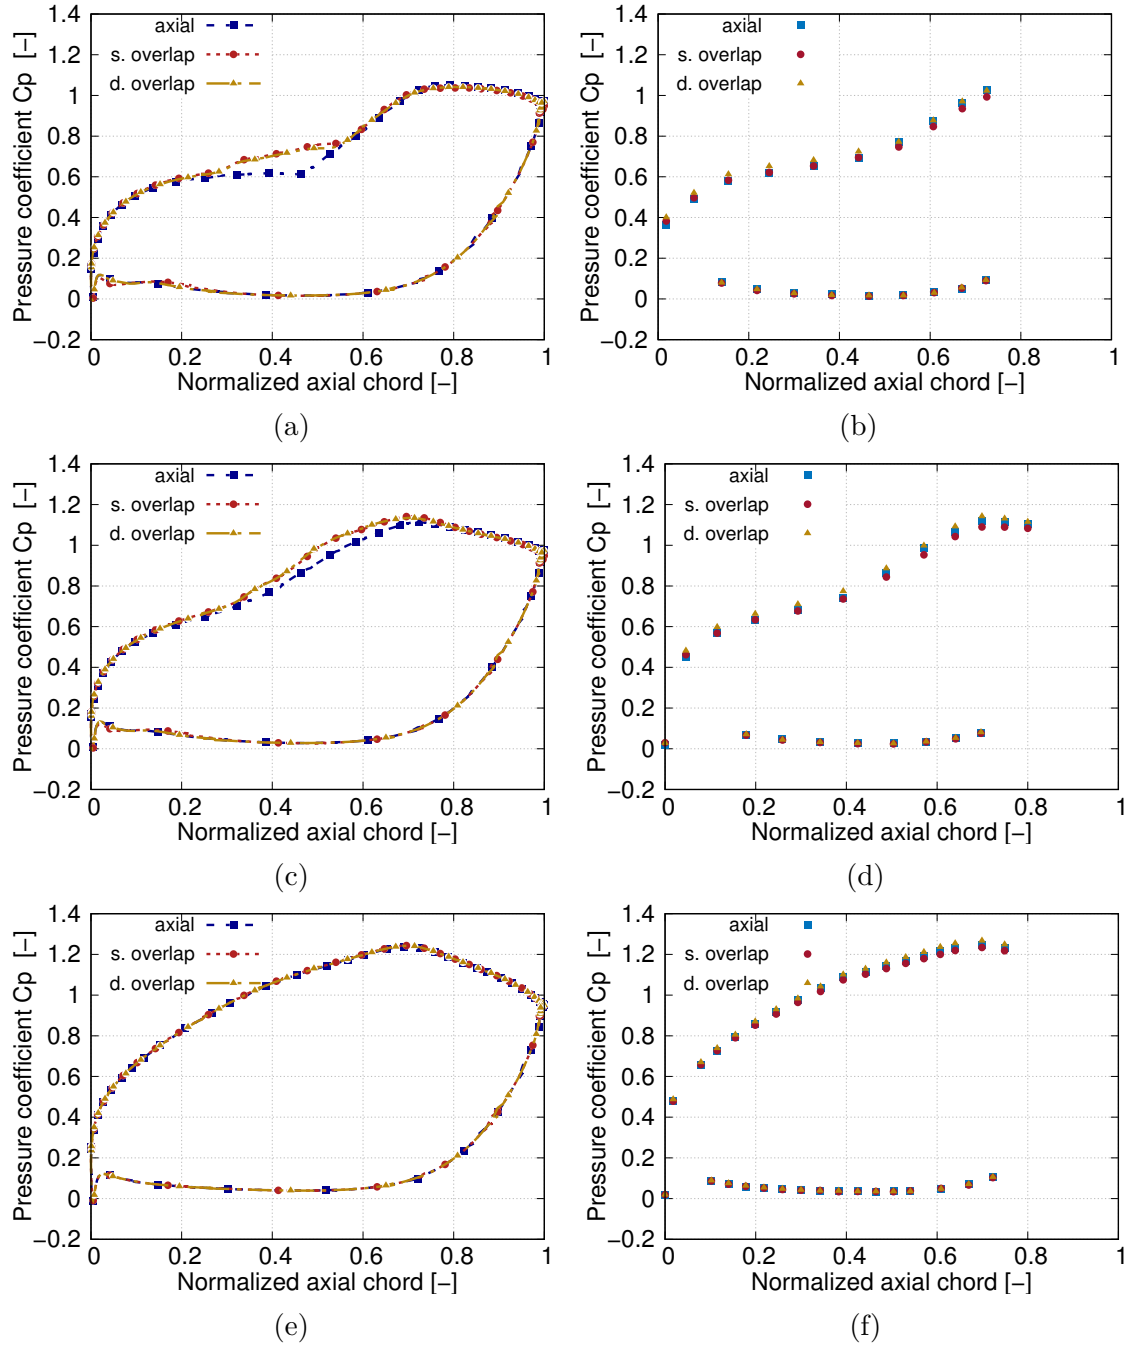 1.4
1.2
1
0.8
0.6
0.4
0.2
0
−0.2
Pressure coefficient Cp [−]
axial
s. overlap
d. overlap
0 0.2 0.4 0.6 0.8 1
Normalized axial chord [−]
(a)
1.4
1.2
1
0.8
0.6
0.4
0.2
0
−0.2
Pressure coefficient Cp [−]
axial
s. overlap
d. overlap
0 0.2 0.4 0.6 0.8 1
Normalized axial chord [−]
(b)
1.4
1.2
1
0.8
0.6
0.4
0.2
0
−0.2
Pressure coefficient Cp [−]
axial
s. overlap
d. overlap
0 0.2 0.4 0.6 0.8 1
Normalized axial chord [−]
(c)
1.4
1.2
1
0.8
0.6
0.4
0.2
0
−0.2
Pressure coefficient Cp [−]
axial
s. overlap
d. overlap
0 0.2 0.4 0.6 0.8 1
Normalized axial chord [−]
(d)
1.4
1.2
1
0.8
0.6
0.4
0.2
0
−0.2
Pressure coefficient Cp [−]
axial
s. overlap
d. overlap
0 0.2 0.4 0.6 0.8 1
Normalized axial chord [−]
(e)
1.4
1.2
1
0.8
0.6
0.4
0.2
0
−0.2
Pressure coefficient Cp [−]
axial
s. overlap
d. overlap
0 0.2 0.4 0.6 0.8 1
Normalized axial chord [−]
(f)